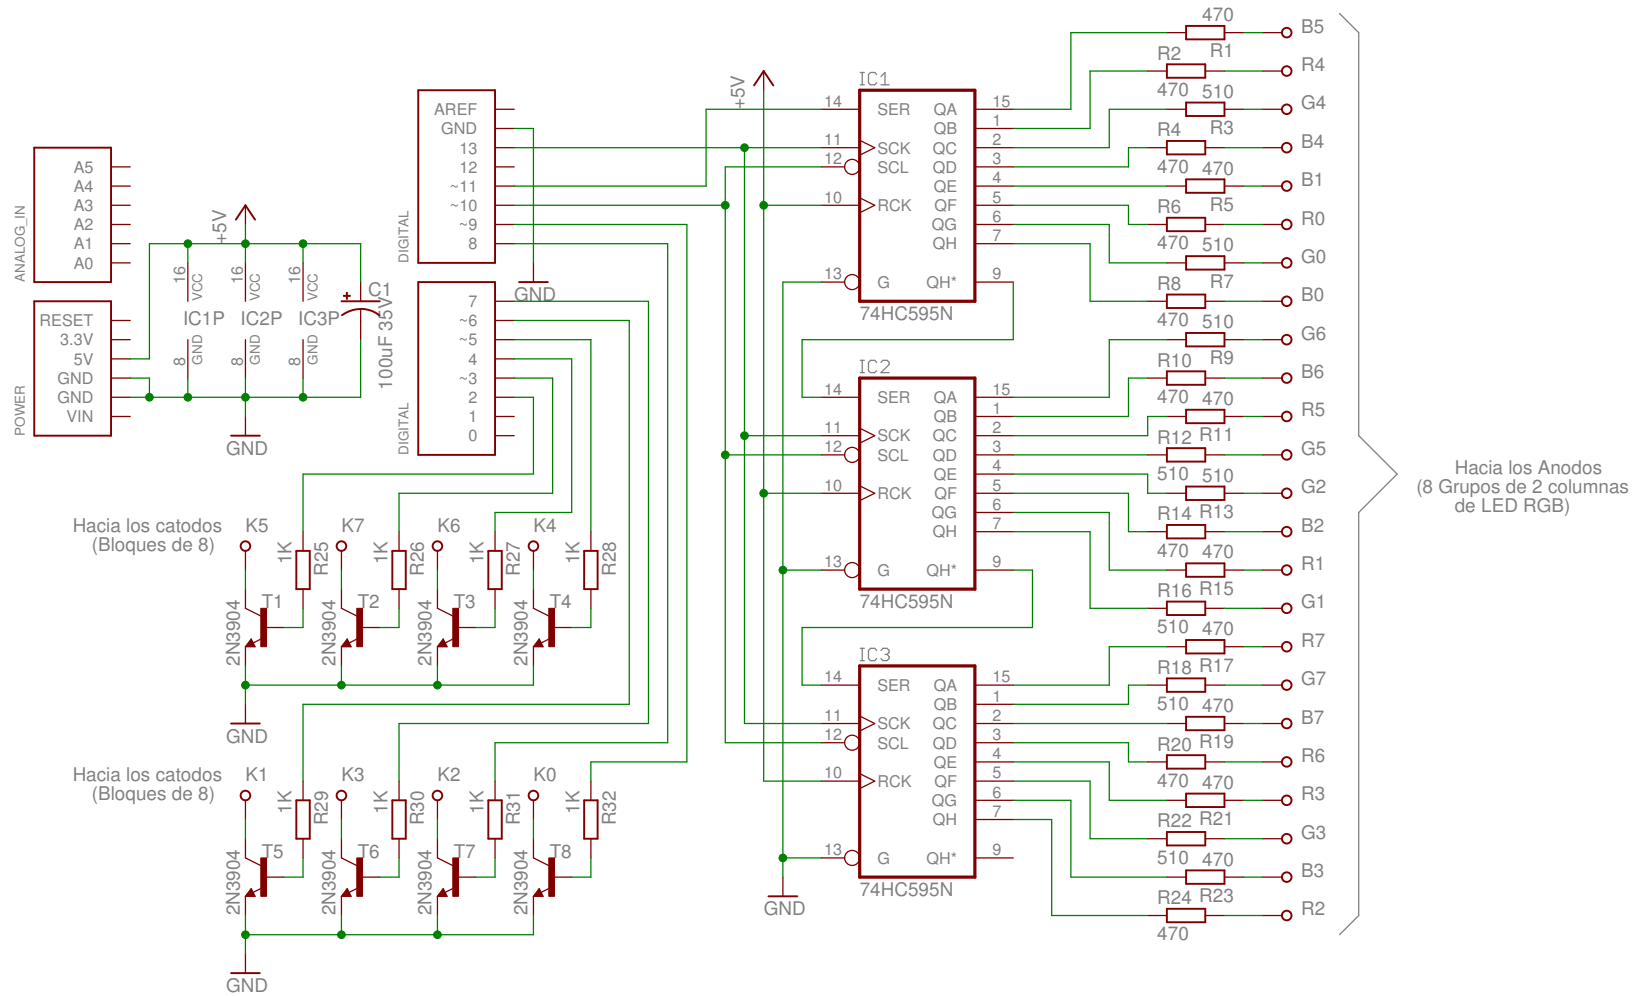 A5
A4
A3
A2
A1
A0
ANALOG_IN
RESET
3.3V
5V
GND
GND
VIN
POWER
+5V
16
VCC
IC1P
8
GND
16
VCC
IC2P
8
GND
16
VCC
IC3P
8
GND
C1
100uF 35V
GND
AREF
GND
13
12
~11
~10
~9
8
DIGITAL
GND
7
~6
~5
4
~3
2
1
0
DIGITAL
Hacia los catodos
(Bloques de 8)
K5
K7
K6
K4
1K
R25
1K
R26
1K
R27
1K
R28
2N3904
T1
2N3904
T2
2N3904
T3
2N3904
T4
GND
Hacia los catodos
(Bloques de 8)
K1
K3
K2
K0
1K
R29
1K
R30
1K
R31
1K
R32
2N3904
T5
2N3904
T6
2N3904
T7
2N3904
T8
GND
+5V
IC1
14 SER QA 15
QB 1
11 SCK QC 2
12 SCL QD 3
QE 4
10 RCK QF 5
QG 6
QH 7
13 G QH* 9
74HC595N
IC2
14 SER QA 15
QB 1
11 SCK QC 2
12 SCL QD 3
QE 4
10 RCK QF 5
QG 6
QH 7
13 G QH* 9
74HC595N
IC3
14 SER QA 15
QB 1
11 SCK QC 2
12 SCL QD 3
QE 4
10 RCK QF 5
QG 6
QH 7
13 G QH* 9
74HC595N
GND
470
B5
R2 R1
R4
470 510
G4
R4 R3
B4
470 470
B1
R6 R5
R0
470 510
G0
R8 R7
B0
470 510
G6
R10 R9
B6
470 470
R5
R12 R11
G5
510 510
G2
R14 R13
B2
470 470
R1
R16 R15
G1
510 470
R7
R18 R17
G7
510 470
B7
R20 R19
R6
470 470
R3
R22 R21
G3
510 470
B3
R24 R23
R2
470
Hacia los Anodos
(8 Grupos de 2 columnas
de LED RGB)